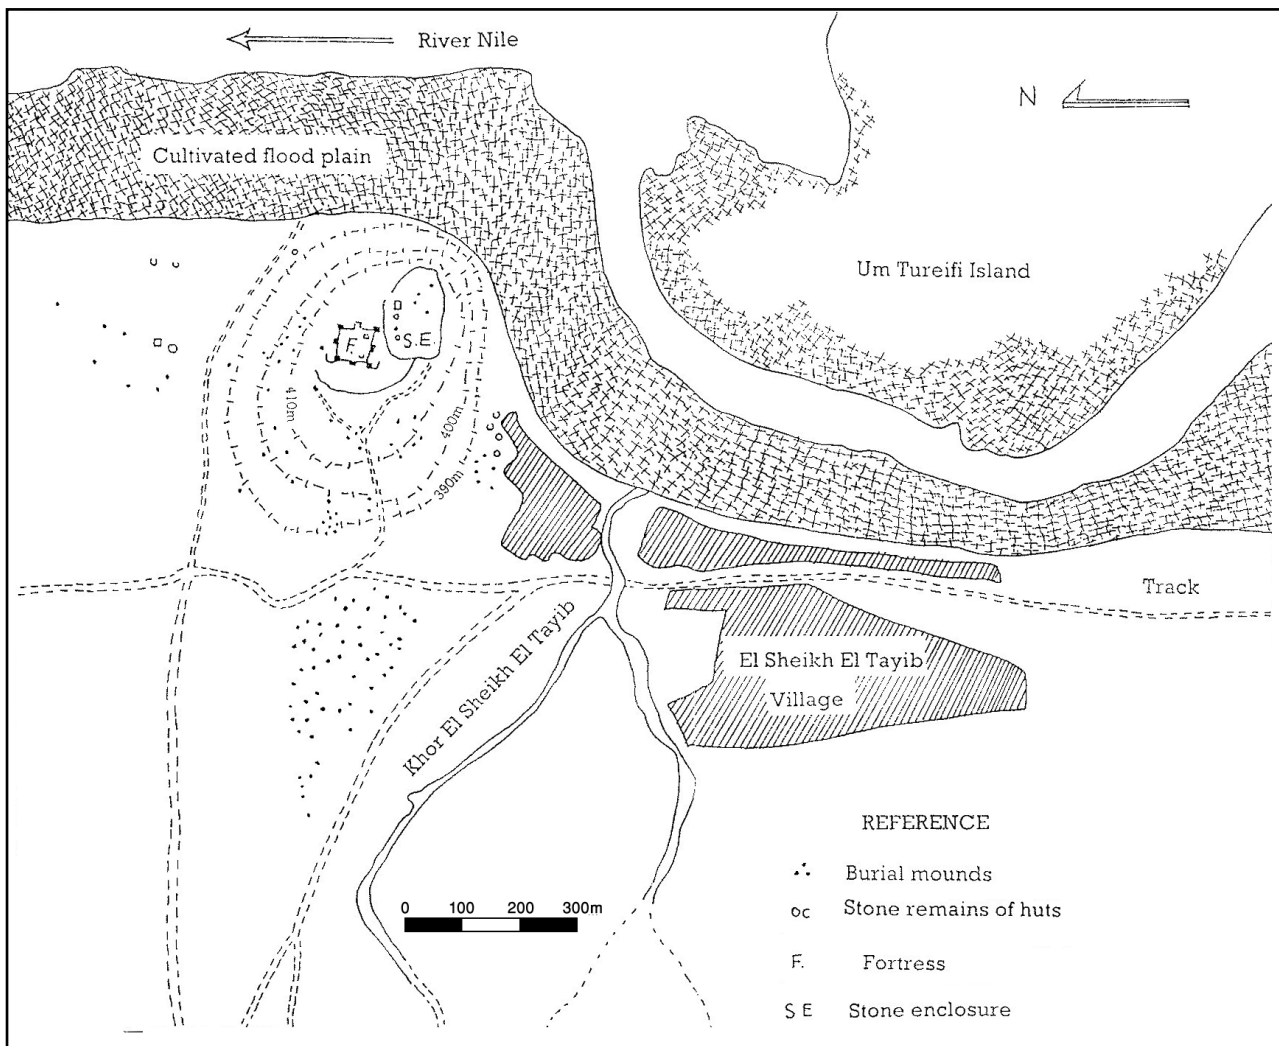 River Nile
N
Cultivated flood plain
Um Tureifi Island
F.
S.E
410m
400m
390m
Track
Khor El Sheikh El Tayib
El Sheikh El Tayib
Village
REFERENCE
Burial mounds
oc Stone remains of huts
F. Fortress
S E Stone enclosure
0 100 200 300m